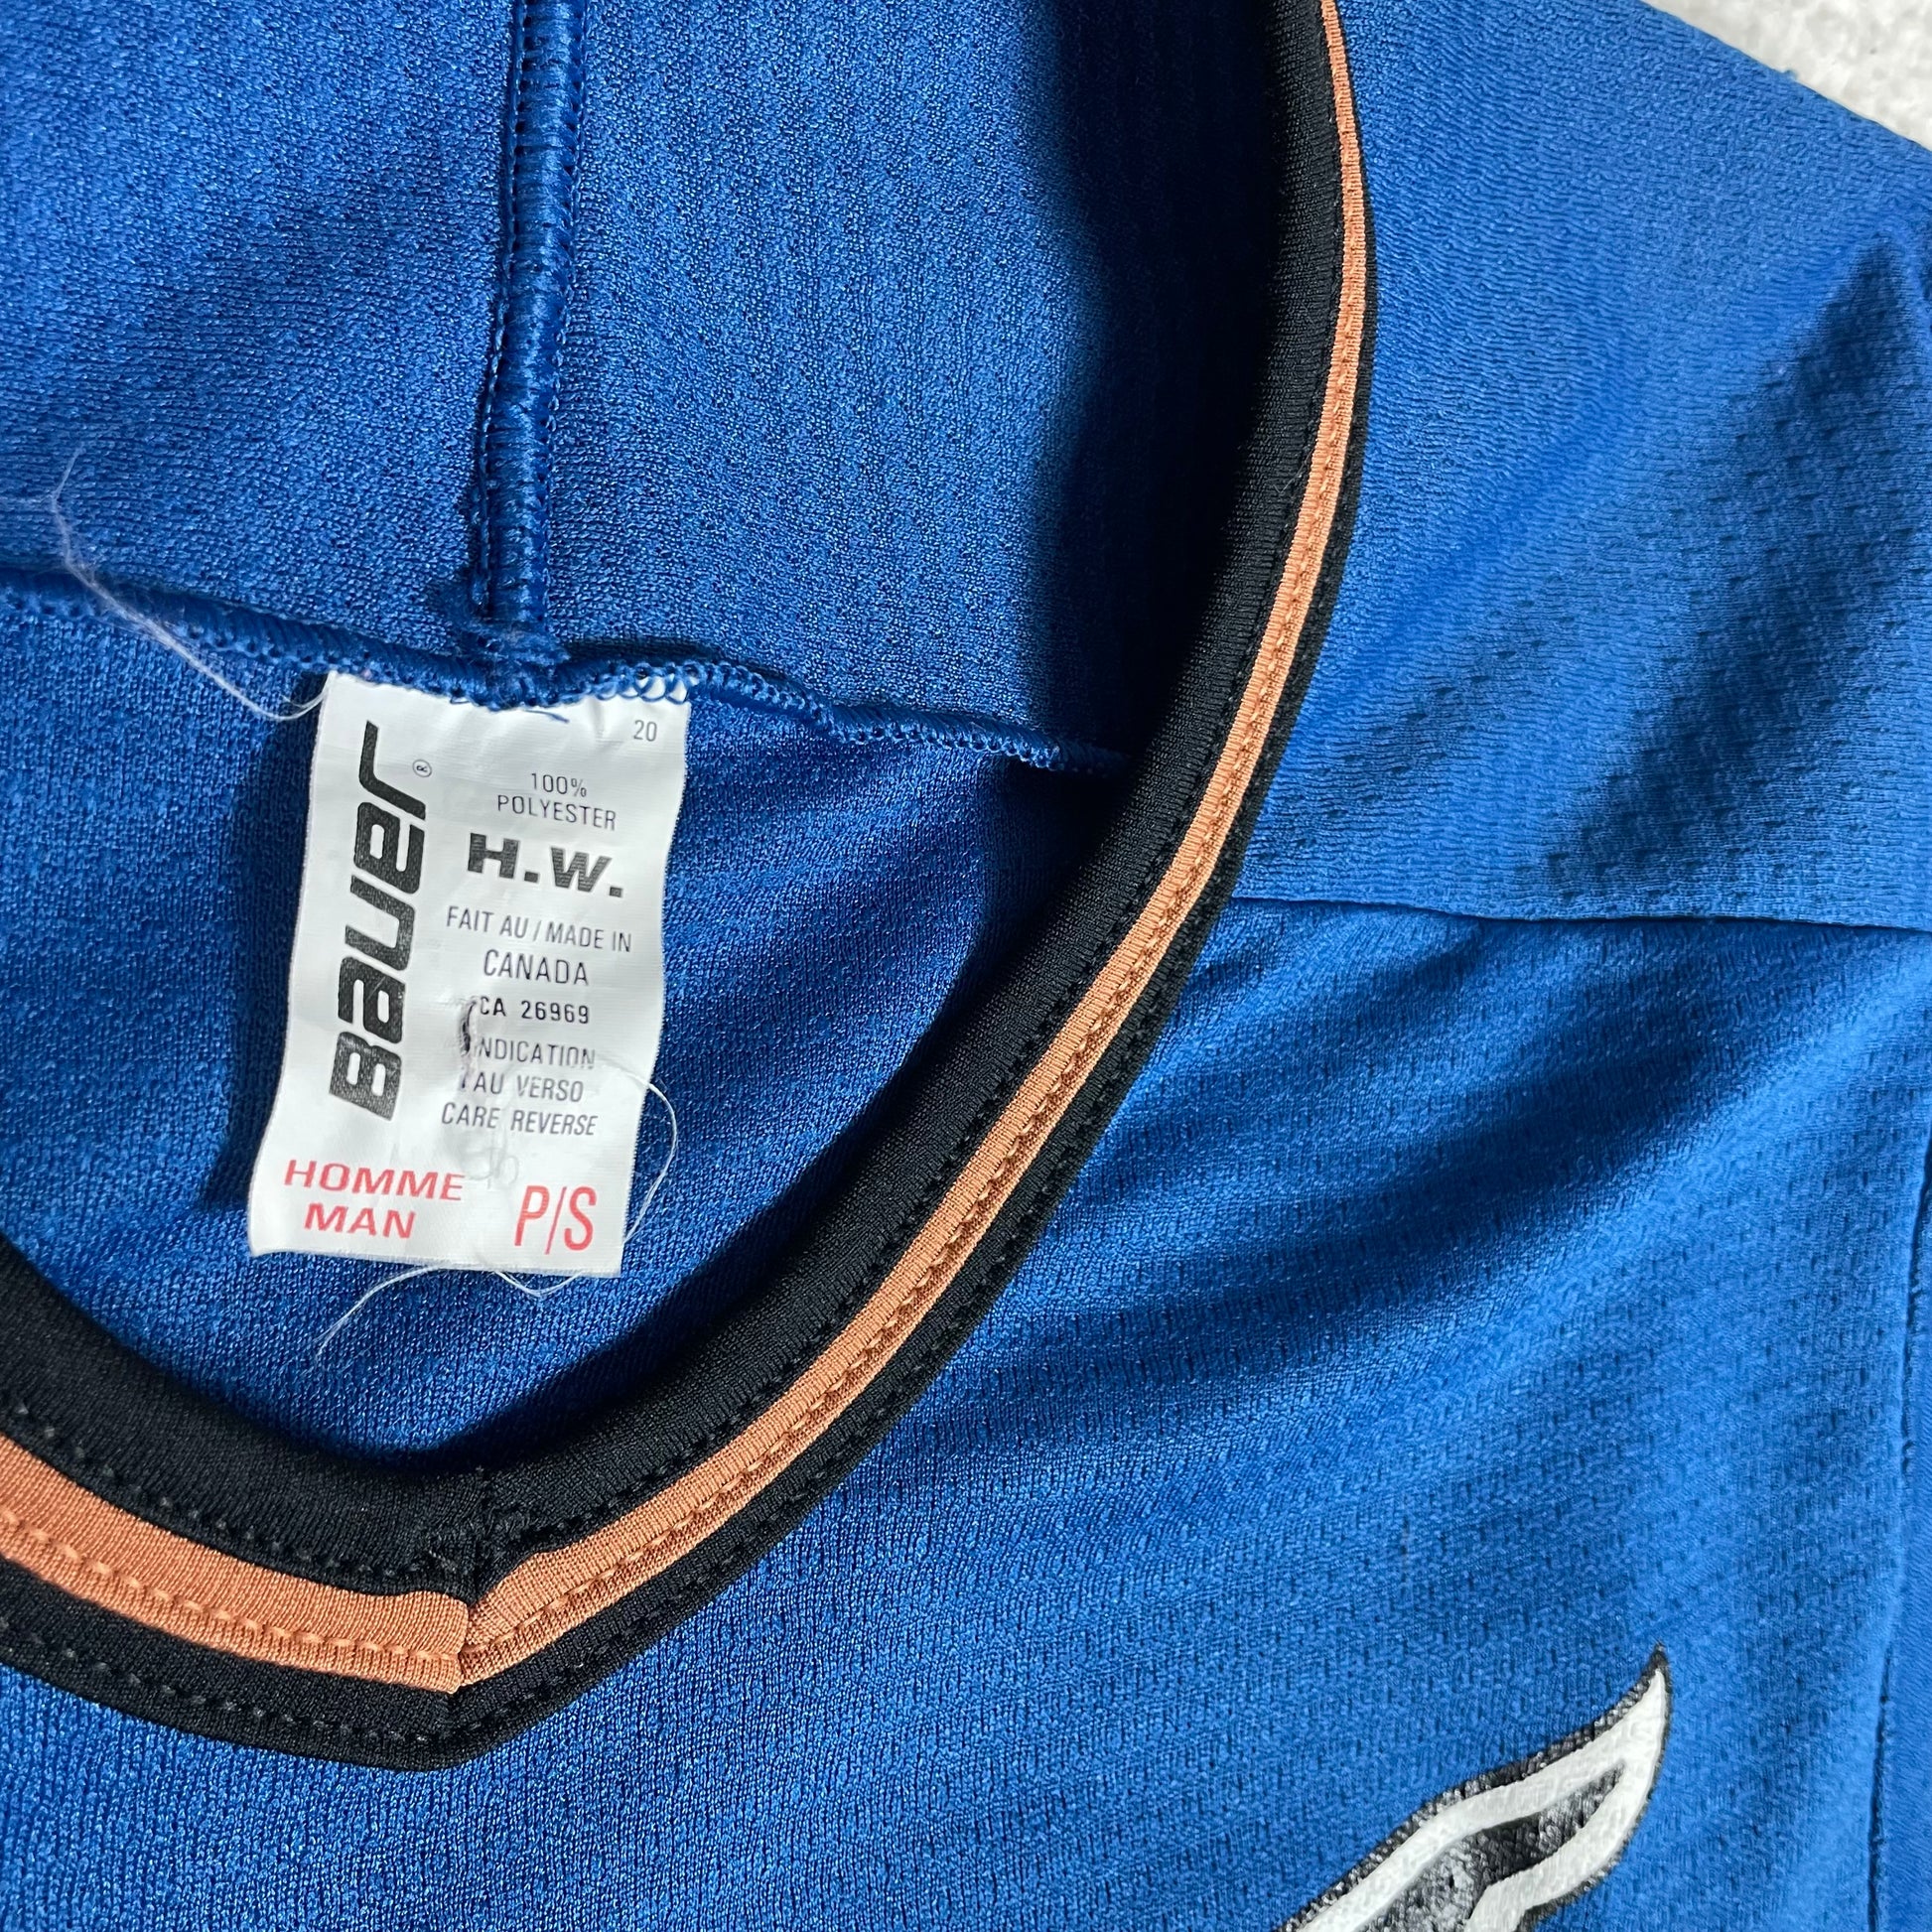 BAUER®
20
100%
POLYESTER
H.W.
FAIT AU / MADE IN
CANADA
CA 26969
INDICATION
AU VERSO
CARE REVERSE
HOMME
MAN
P/S